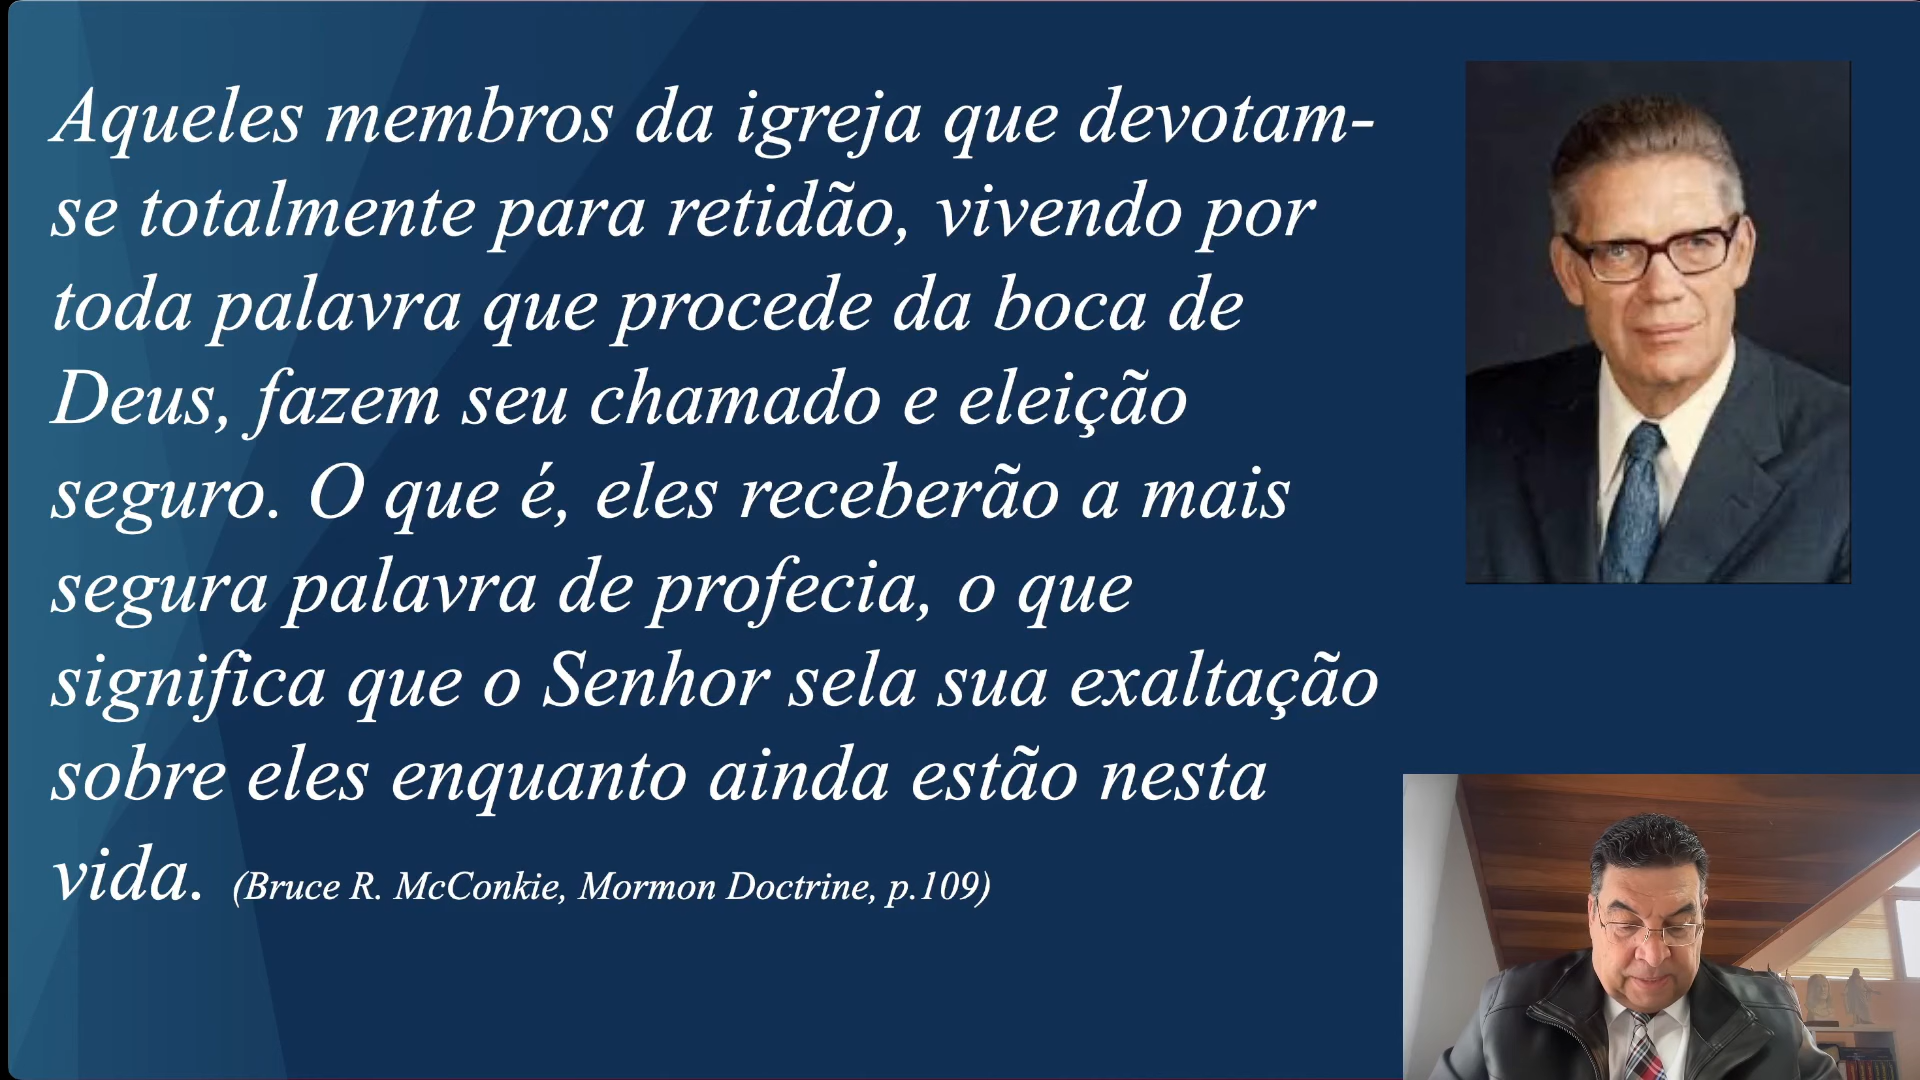 Aqueles membros da igreja que devotam-
se totalmente para retidão, vivendo por
toda palavra que procede da boca de
Deus, fazem seu chamado e eleição
seguro. O que é, eles receberão a mais
segura palavra de profecia, o que
significa que o Senhor sela sua exaltação
sobre eles enquanto ainda estão nesta
vida. (Bruce R. McConkie, Mormon Doctrine, p.109)